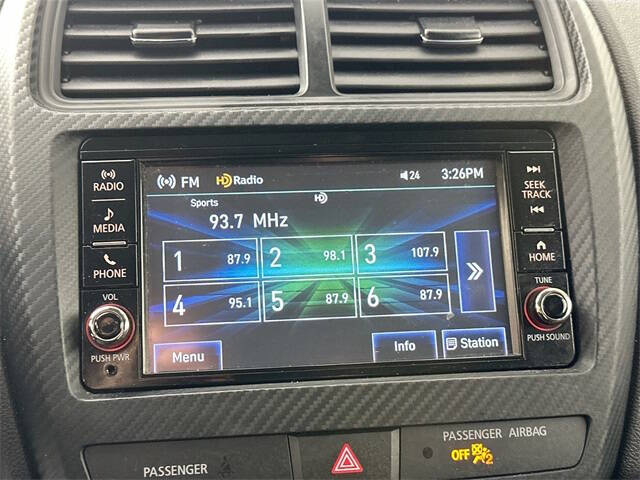 RADIO
MEDIA
PHONE
VOL
PUSH PWR
FM HD Radio 24 3:26PM
Sports HD
93.7 MHz
1 87.9 2 98.1 3 107.9 »
4 95.1 5 87.9 6 87.9
Menu Info Station
SEEK
TRACK
HOME
TUNE
PUSH SOUND
PASSENGER
PASSENGER AIRBAG
OFF 2